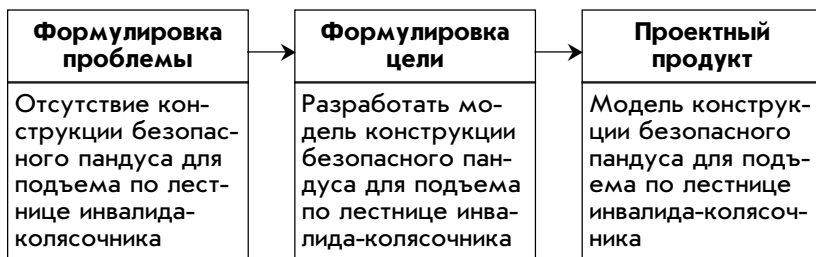 Формулировка
проблемы
Отсутствие кон-
струкции безопас-
ного пандуса для
подъема по лест-
нице инвалида-
колясочника
Формулировка
цели
Разработать мо-
дель конструкции
безопасного пан-
дуса для подъема
по лестнице инва-
лида-колясочника
Проектный
продукт
Модель конструк-
ции безопасного
пандуса для подъ-
ема по лестнице
инвалида-колясоч-
ника